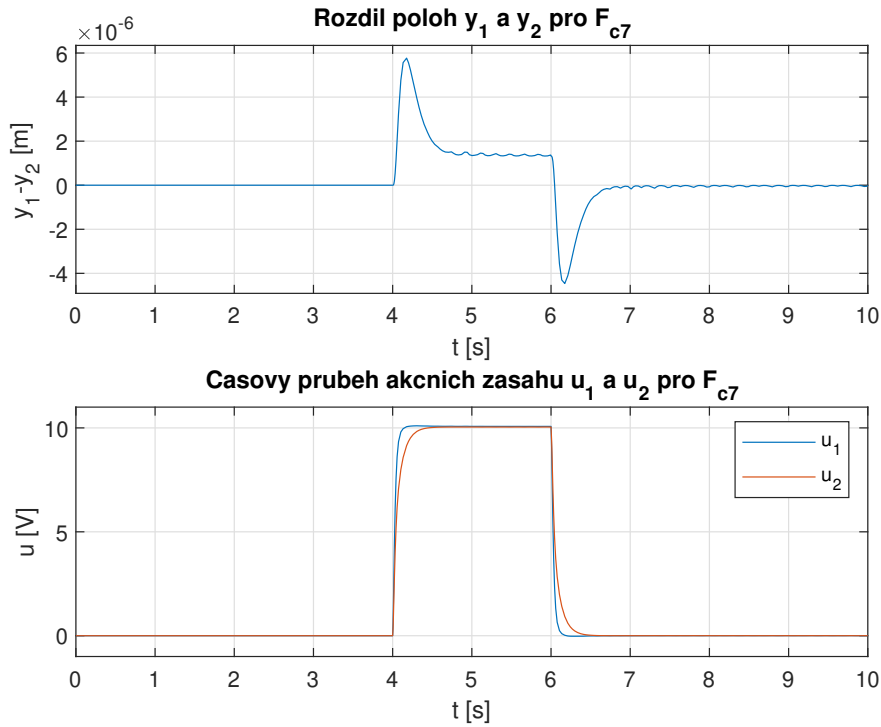 Rozdil poloh y1 a y2 pro Fc7
×10-6
6
4
2
0
-2
-4
y1-y2 [m]
0 1 2 3 4 5 6 7 8 9 10
t [s]
Casovy prubeh akcnich zasahu u1 a u2 pro Fc7
10
5
0
u [V]
u1
u2
0 1 2 3 4 5 6 7 8 9 10
t [s]